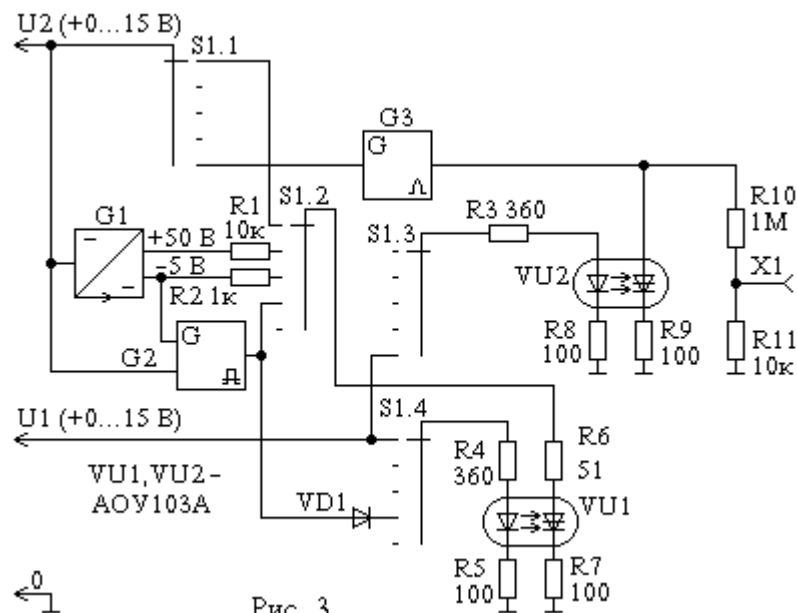 U2 (+0...15 В)
S1.1
G3
G
S1.2
R10
1М
G1
R1
10к
+50 В
-5 В
R2 1к
R3 360
S1.3
VU2
X1
G
G2
R8
100
R9
100
R11
10к
U1 (+0...15 В)
S1.4
R4
360
R6
51
VU1,VU2-
АОУ103А
VD1
VU1
R5
100
R7
100
0
Рис. 3